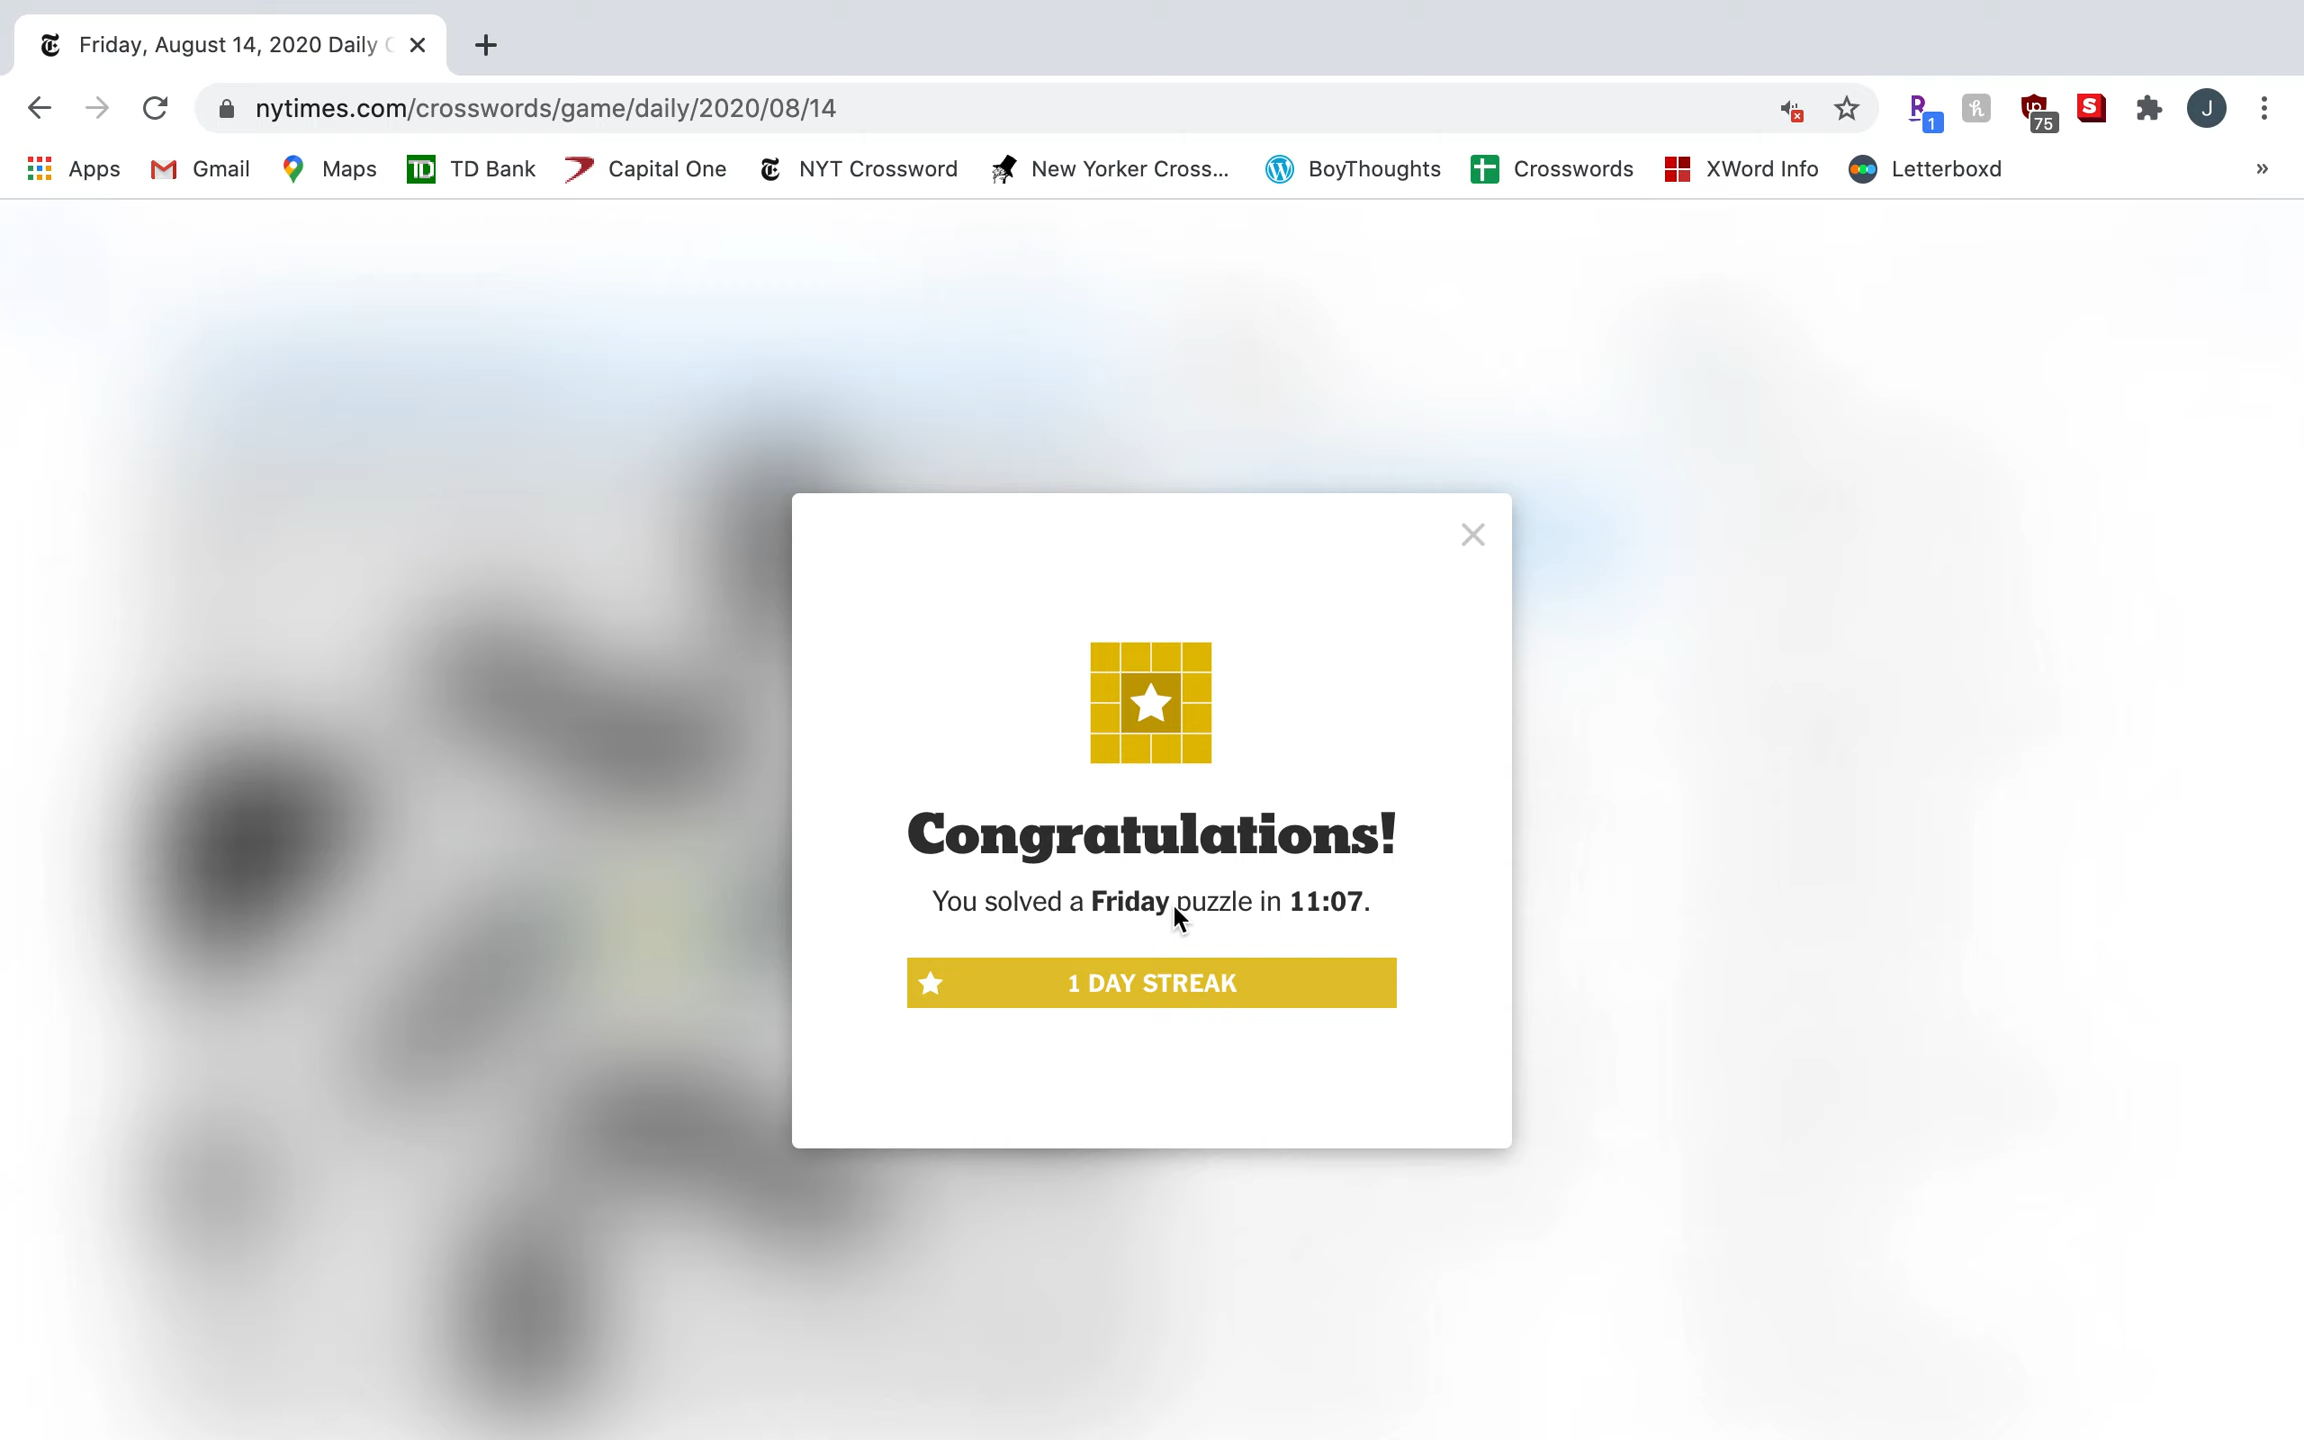 Friday, August 14, 2020 Daily
nytimes.com/crosswords/game/daily/2020/08/14
1
75
J
Apps
Gmail
Maps
TD Bank
Capital One
NYT Crossword
New Yorker Cross...
BoyThoughts
Crosswords
XWord Info
Letterboxd
»
Congratulations!
You solved a Friday puzzle in 11:07.
1 DAY STREAK